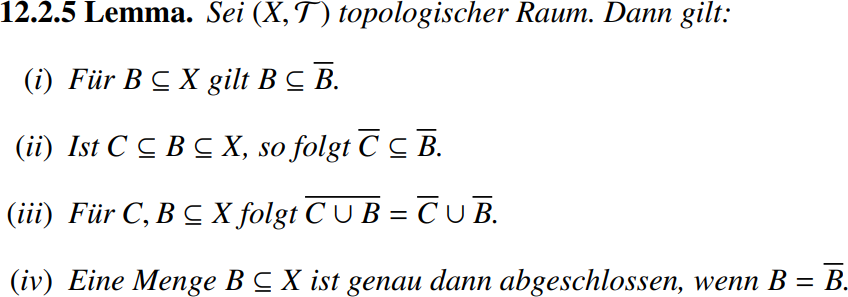 12.2.5 Lemma. Sei (X, 𝒯) topologischer Raum. Dann gilt:
(i) Für B ⊆ X gilt B ⊆ B̅.
(ii) Ist C ⊆ B ⊆ X, so folgt C̅ ⊆ B̅.
(iii) Für C, B ⊆ X folgt C̅ ̅∪̅ ̅B̅ = C̅ ∪ B̅.
(iv) Eine Menge B ⊆ X ist genau dann abgeschlossen, wenn B = B̅.